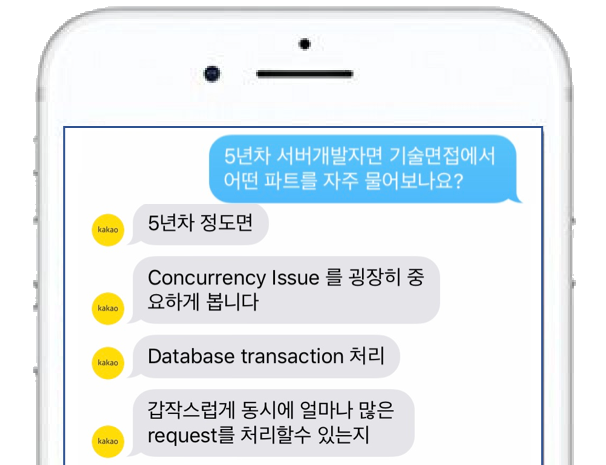 5년차 서버개발자면 기술면접에서
어떤 파트를 자주 물어보나요?
kakao
5년차 정도면
Concurrency Issue 를 굉장히 중
요하게 봅니다
kakao
kakao
Database transaction 처리
갑작스럽게 동시에 얼마나 많은
request를 처리할수 있는지
kakao